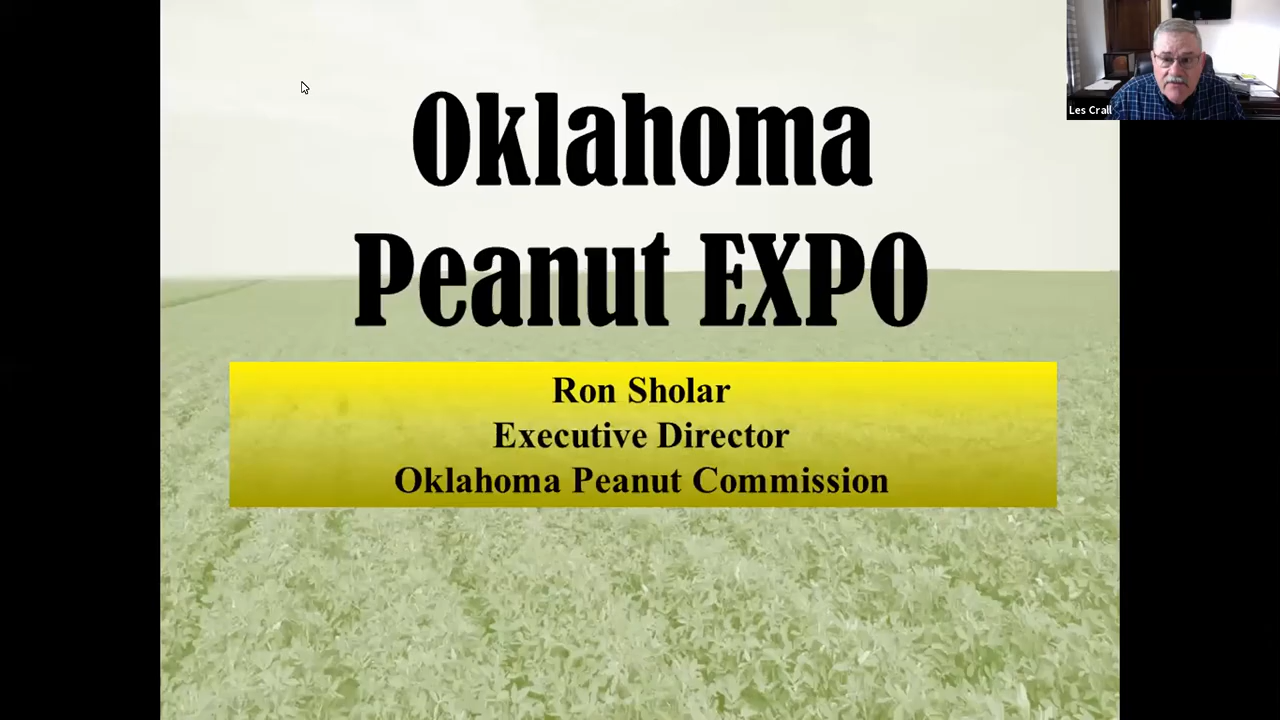 Oklahoma
Peanut EXPO
Ron Sholar
Executive Director
Oklahoma Peanut Commission
Les Crall